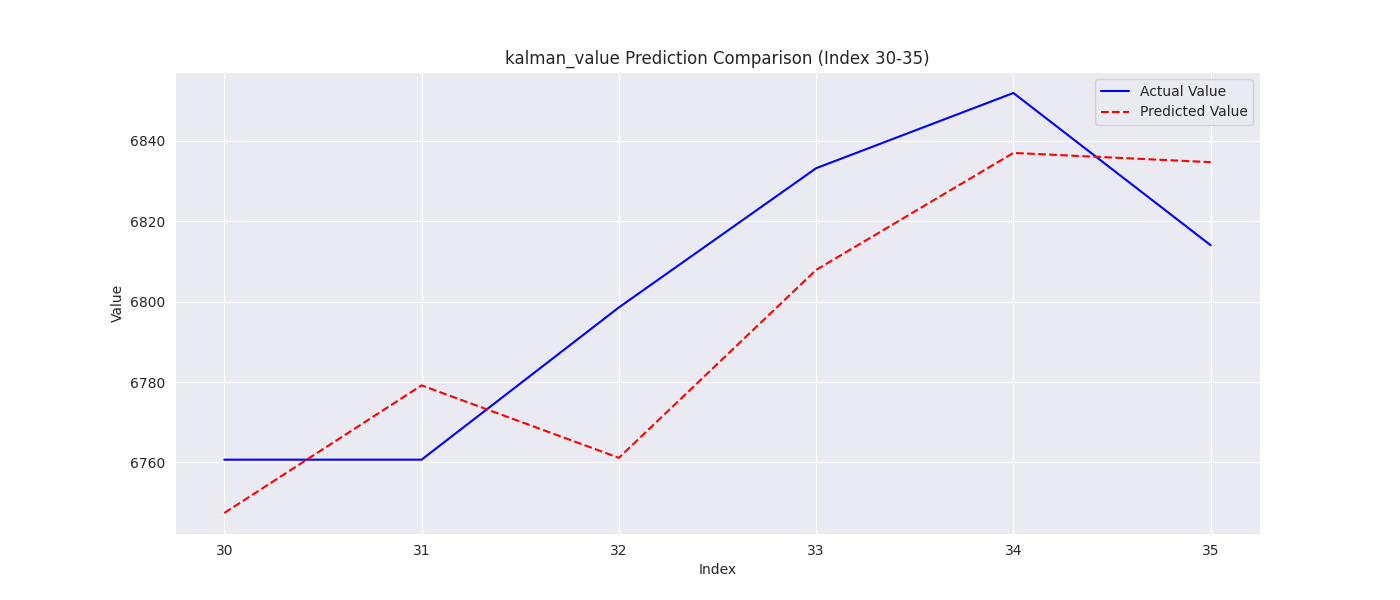 kalman_value Prediction Comparison (Index 30-35)
Actual Value
Predicted Value
6840
6820
6800
6780
6760
Value
30 31 32 33 34 35
Index